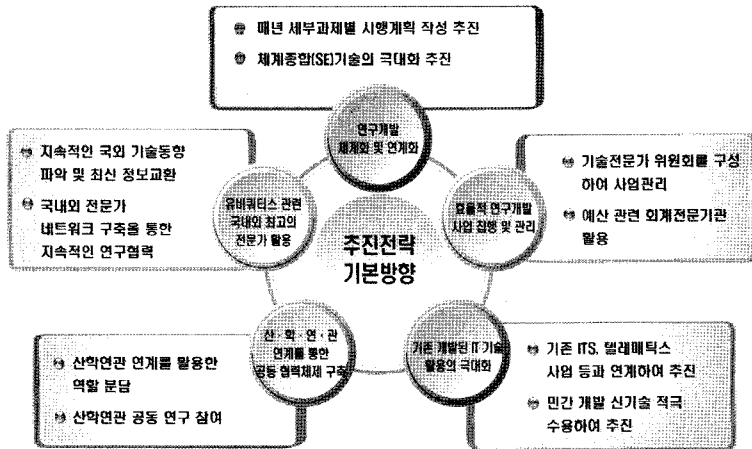 매년 세부과제별 시행계획 작성 추진
체계종합(SE)기술의 극대화 추진
연구개발
체계화 및 연계화
지속적인 국외 기술동향
파악 및 최신 정보교환
국내외 전문가
네트워크 구축을 통한
지속적인 연구협력
유비쿼터스 관련
국내외 최고의
전문가 활용
추진전략
기본방향
효율적 연구개발
사업 집행 및 관리
기술전문가 위원회를 구성
하여 사업관리
예산 관련 회계전문기관
활용
산학연관 연계를 활용한
역할 분담
산학연관 공동 연구 참여
산·학·연·관
연계를 통한
공동 협력체제 구축
기존 개발된 IT 기술
활용의 극대화
기존 ITS, 텔레매틱스
사업 등과 연계하여 추진
민간 개발 신기술 적극
수용하여 추진